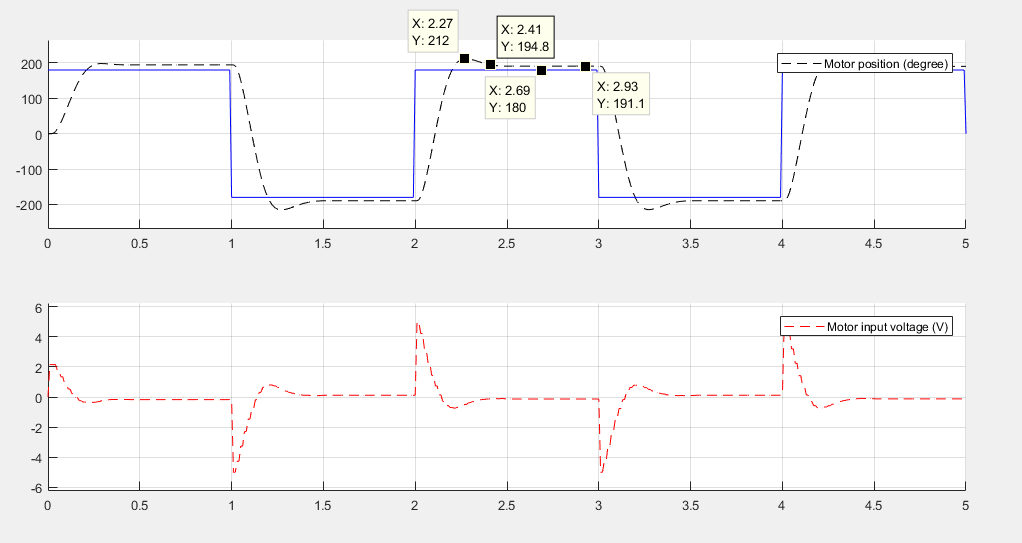 X: 2.27
Y: 212
X: 2.41
Y: 194.8
Motor position (degree)
X: 2.69
Y: 180
X: 2.93
Y: 191.1
200
100
0
-100
-200
0 0.5 1 1.5 2 2.5 3 3.5 4 4.5 5
Motor input voltage (V)
6
4
2
0
-2
-4
-6
0 0.5 1 1.5 2 2.5 3 3.5 4 4.5 5